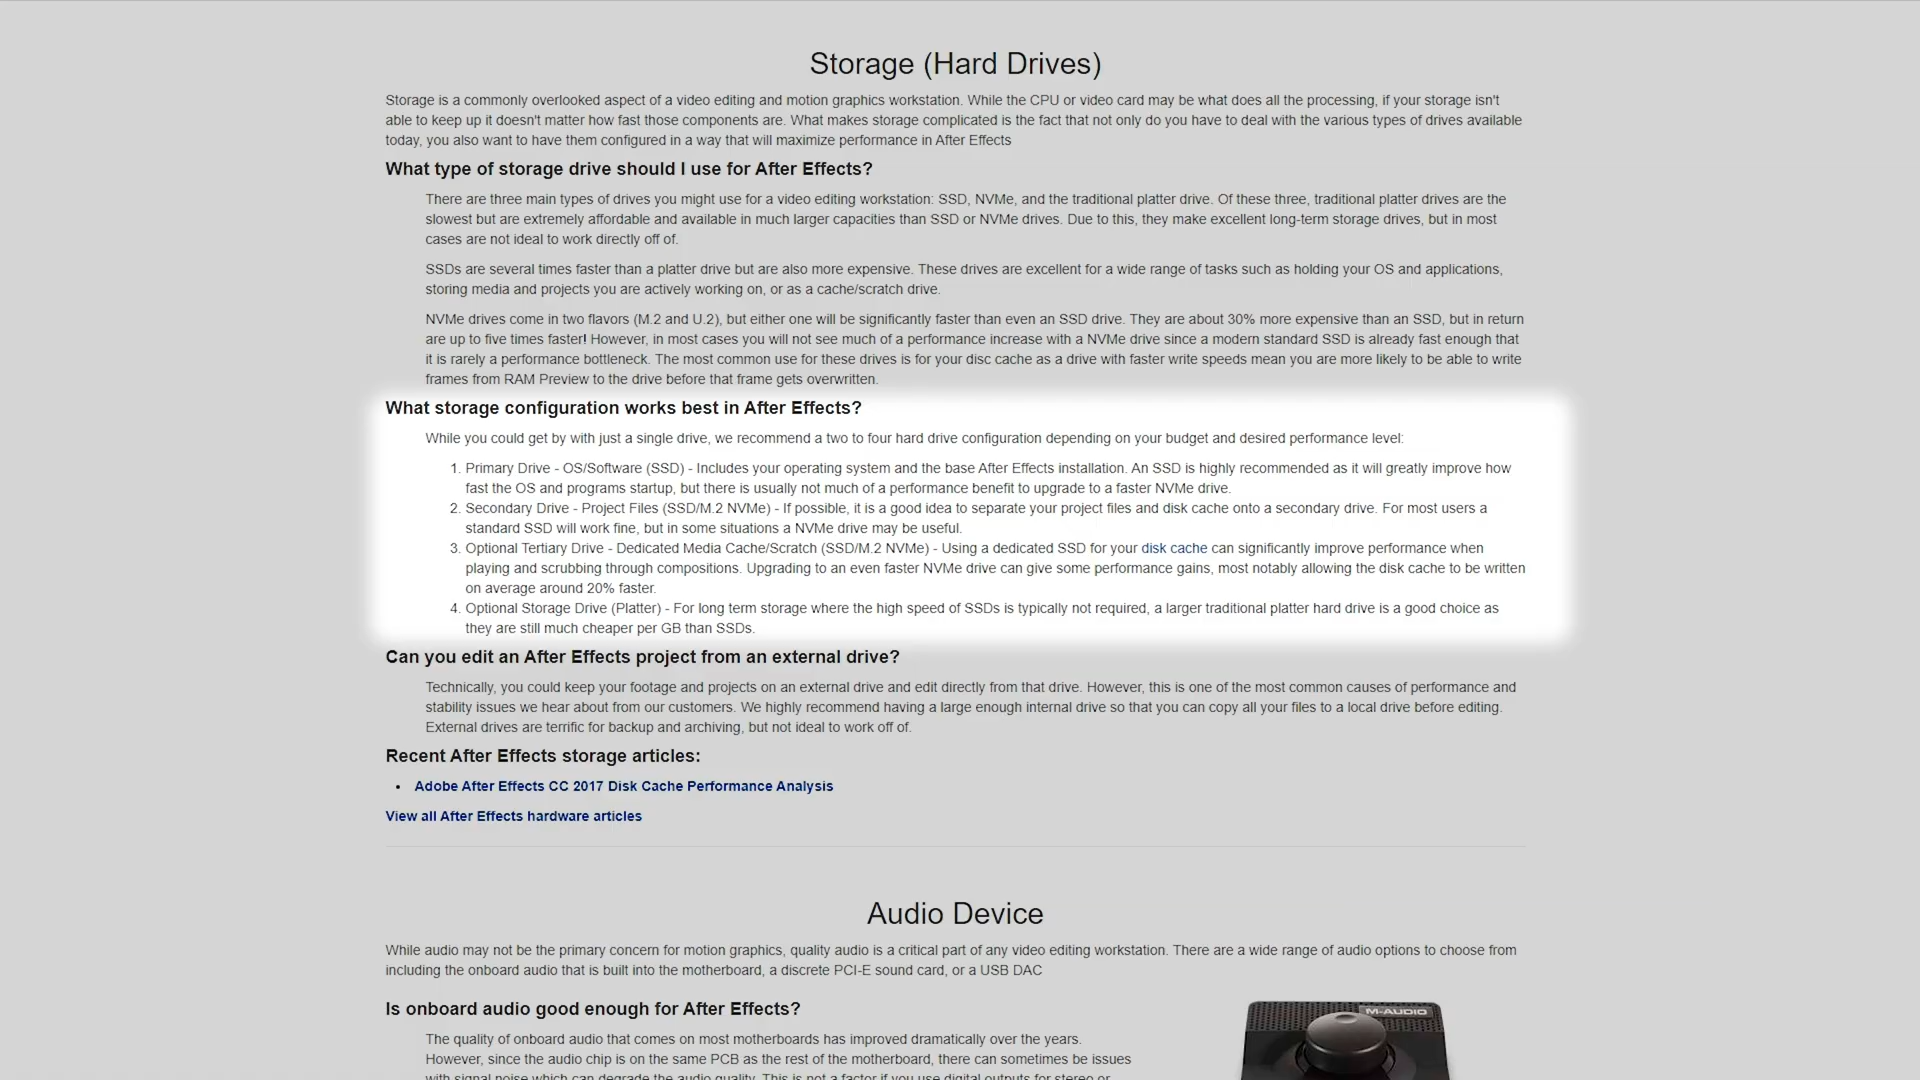 Storage (Hard Drives)
Storage is a commonly overlooked aspect of a video editing and motion graphics workstation. While the CPU or video card may be what does all the processing, if your storage isn't
able to keep up it doesn't matter how fast those components are. What makes storage complicated is the fact that not only do you have to deal with the various types of drives available
today, you also want to have them configured in a way that will maximize performance in After Effects
What type of storage drive should I use for After Effects?
There are three main types of drives you might use for a video editing workstation: SSD, NVMe, and the traditional platter drive. Of these three, traditional platter drives are the
slowest but are extremely affordable and available in much larger capacities than SSD or NVMe drives. Due to this, they make excellent long-term storage drives, but in most
cases are not ideal to work directly off of.
SSDs are several times faster than a platter drive but are also more expensive. These drives are excellent for a wide range of tasks such as holding your OS and applications,
storing media and projects you are actively working on, or as a cache/scratch drive.
NVMe drives come in two flavors (M.2 and U.2), but either one will be significantly faster than even an SSD drive. They are about 30% more expensive than an SSD, but in return
are up to five times faster! However, in most cases you will not see much of a performance increase with a NVMe drive since a modern standard SSD is already fast enough that
it is rarely a performance bottleneck. The most common use for these drives is for your disc cache as a drive with faster write speeds mean you are more likely to be able to write
frames from RAM Preview to the drive before that frame gets overwritten.
What storage configuration works best in After Effects?
While you could get by with just a single drive, we recommend a two to four hard drive configuration depending on your budget and desired performance level:
1. Primary Drive - OS/Software (SSD) - Includes your operating system and the base After Effects installation. An SSD is highly recommended as it will greatly improve how
fast the OS and programs startup, but there is usually not much of a performance benefit to upgrade to a faster NVMe drive.
2. Secondary Drive - Project Files (SSD/M.2 NVMe) - If possible, it is a good idea to separate your project files and disk cache onto a secondary drive. For most users a
standard SSD will work fine, but in some situations a NVMe drive may be useful.
3. Optional Tertiary Drive - Dedicated Media Cache/Scratch (SSD/M.2 NVMe) - Using a dedicated SSD for your disk cache can significantly improve performance when
playing and scrubbing through compositions. Upgrading to an even faster NVMe drive can give some performance gains, most notably allowing the disk cache to be written
on average around 20% faster.
4. Optional Storage Drive (Platter) - For long term storage where the high speed of SSDs is typically not required, a larger traditional platter hard drive is a good choice as
they are still much cheaper per GB than SSDs.
Can you edit an After Effects project from an external drive?
Technically, you could keep your footage and projects on an external drive and edit directly from that drive. However, this is one of the most common causes of performance and
stability issues we hear about from our customers. We highly recommend having a large enough internal drive so that you can copy all your files to a local drive before editing.
External drives are terrific for backup and archiving, but not ideal to work off of.
Recent After Effects storage articles:
• Adobe After Effects CC 2017 Disk Cache Performance Analysis
View all After Effects hardware articles
Audio Device
While audio may not be the primary concern for motion graphics, quality audio is a critical part of any video editing workstation. There are a wide range of audio options to choose from
including the onboard audio that is built into the motherboard, a discrete PCI-E sound card, or a USB DAC
Is onboard audio good enough for After Effects?
M-AUDIO
The quality of onboard audio that comes on most motherboards has improved dramatically over the years.
However, since the audio chip is on the same PCB as the rest of the motherboard, there can sometimes be issues
with signal noise which can degrade the audio quality. This is not a factor if you use digital outputs for stereo or